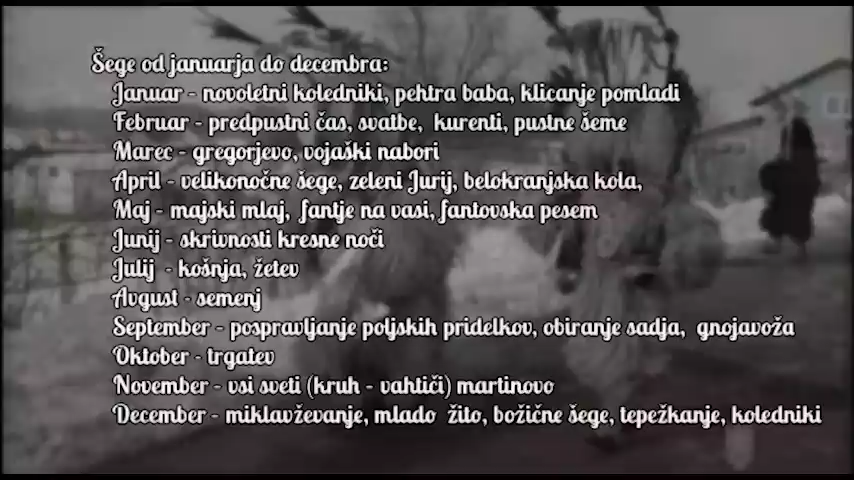 Šege od januarja do decembra:
Januar - novoletni koledniki, pehtra baba, klicanje pomladi
Februar - predpustni čas, svatbe, kurenti, pustne šeme
Marec - gregorjevo, vojaški nabori
April - velikonočne šege, zeleni Jurij, belokranjska kola,
Maj - majski mlaj, fantje na vasi, fantovska pesem
Junij - skrivnosti kresne noči
Julij - košnja, žetev
Avgust - semenj
September - pospravljanje poljskih pridelkov, obiranje sadja, gnojavoža
Oktober - trgatev
November - vsi sveti (kruh - vahtiči) martinovo
December - miklavževanje, mlado žito, božične šege, tepežkanje, koledniki